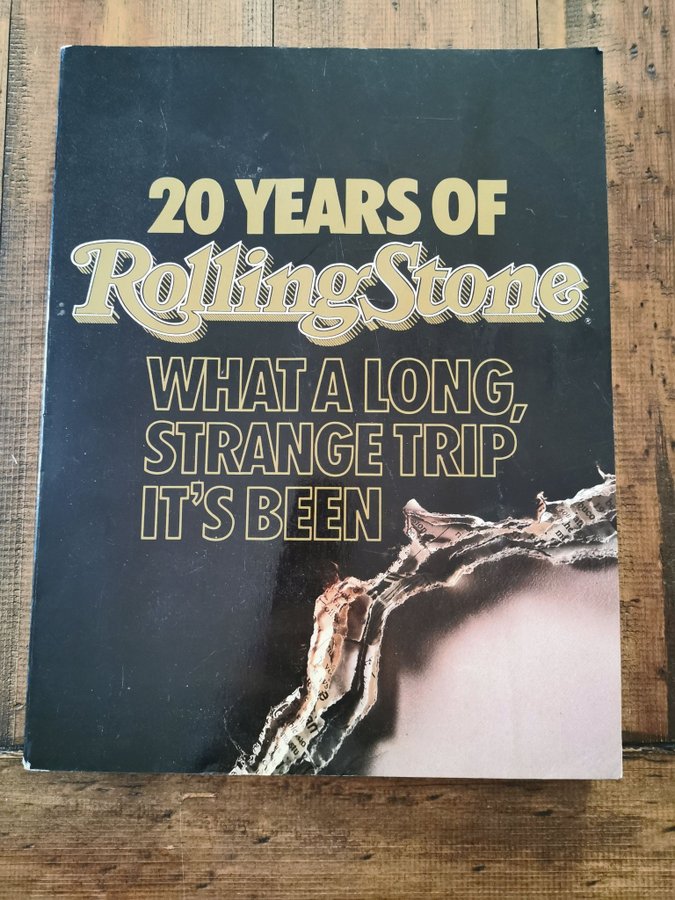 20 YEARS OF
RollingStone®
WHAT A LONG,
STRANGE TRIP
IT'S BEEN